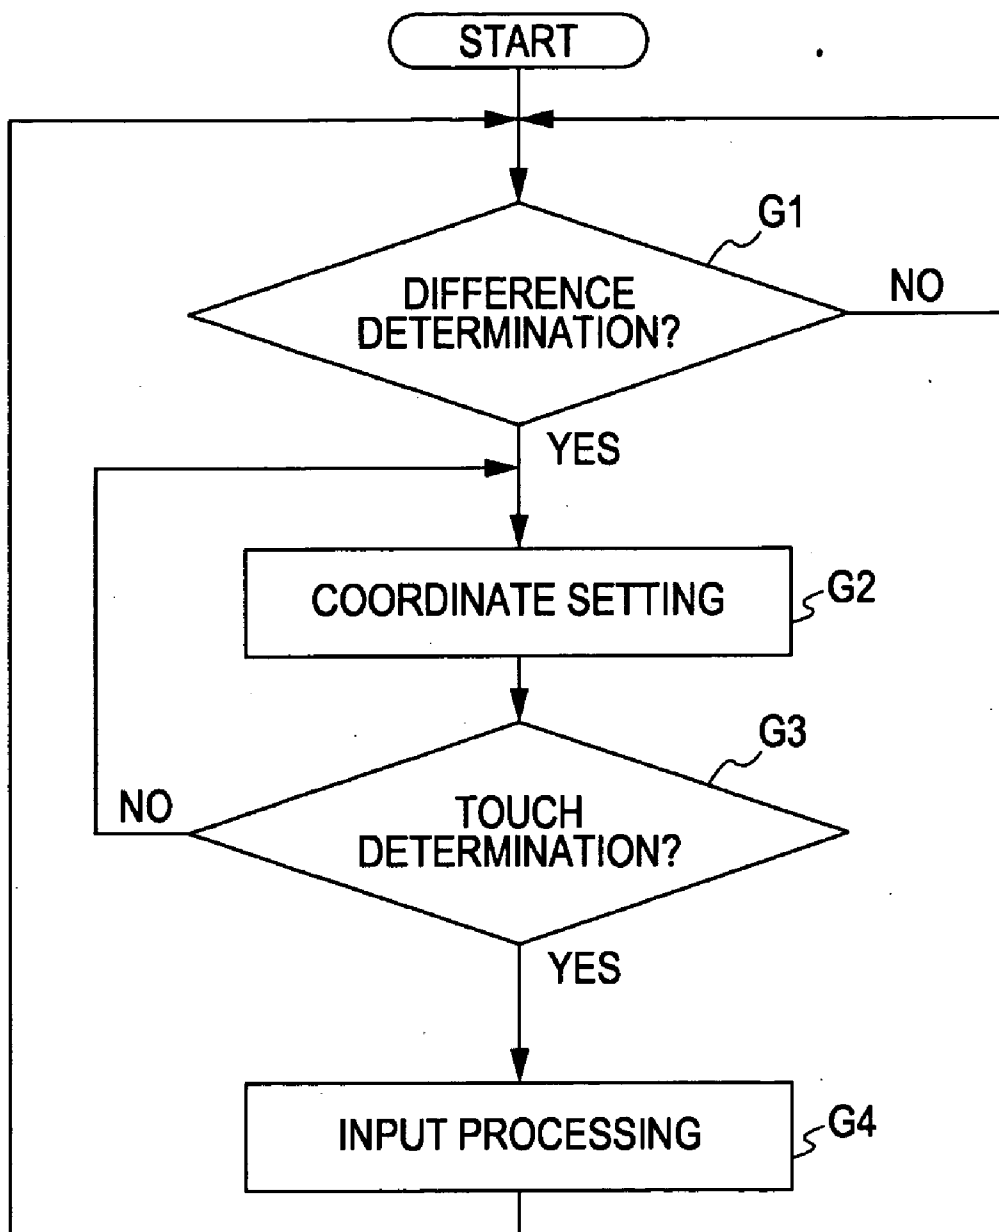 START
G1
DIFFERENCE
DETERMINATION?
NO
YES
COORDINATE SETTING
G2
G3
TOUCH
DETERMINATION?
NO
YES
INPUT PROCESSING
G4